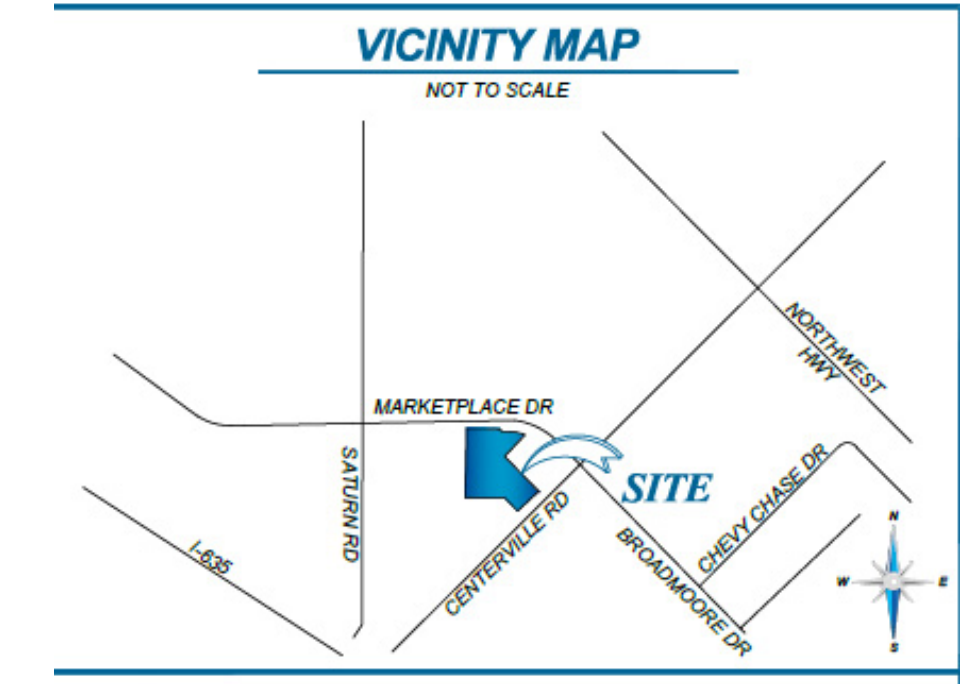 VICINITY MAP
NOT TO SCALE
NORTHWEST
HWY
MARKETPLACE DR
SATURN RD
SITE
CHEVY CHASE DR
I-635
CENTERVILLE RD
BROADMOORE DR
N
W
E
S